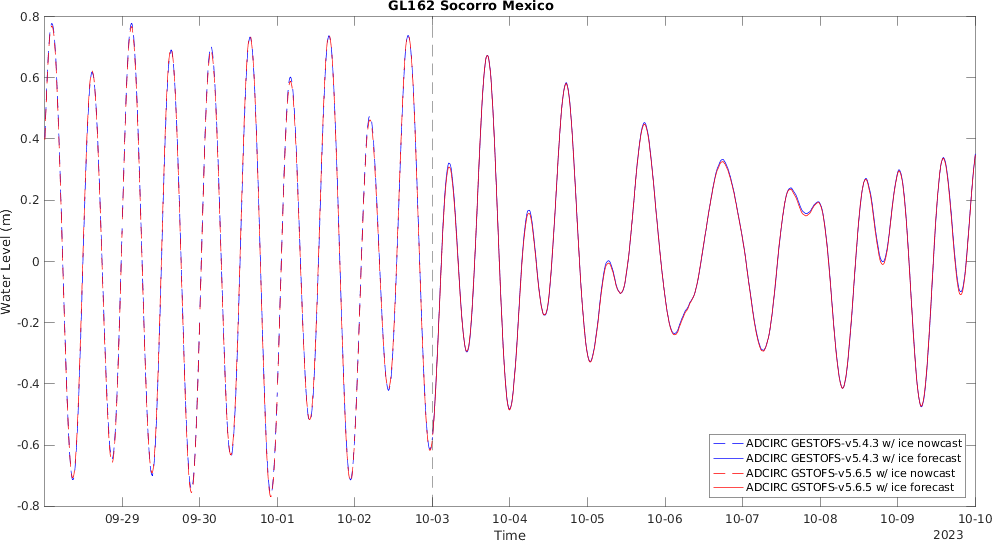 GL162 Socorro Mexico
0.8
0.6
0.4
0.2
0
-0.2
-0.4
-0.6
-0.8
Water Level (m)
09-29 09-30 10-01 10-02 10-03 10-04 10-05 10-06 10-07 10-08 10-09 10-10
Time
2023
ADCIRC GESTOFS-v5.4.3 w/ ice nowcast
ADCIRC GESTOFS-v5.4.3 w/ ice forecast
ADCIRC GSTOFS-v5.6.5 w/ ice nowcast
ADCIRC GSTOFS-v5.6.5 w/ ice forecast